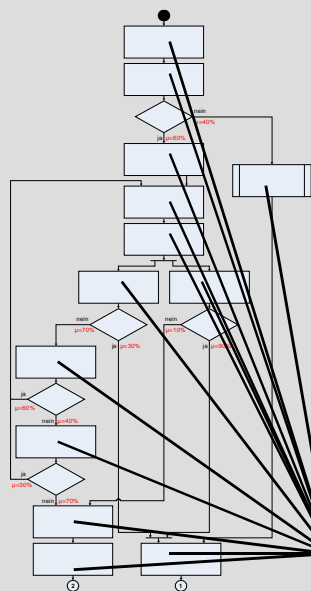 nein
μ=40%
ja μ=60%
nein
μ=70%
ja μ=30%
nein
μ=10%
ja μ=90%
ja
μ=60%
nein μ=40%
ja
μ=30%
nein μ=70%
2
1